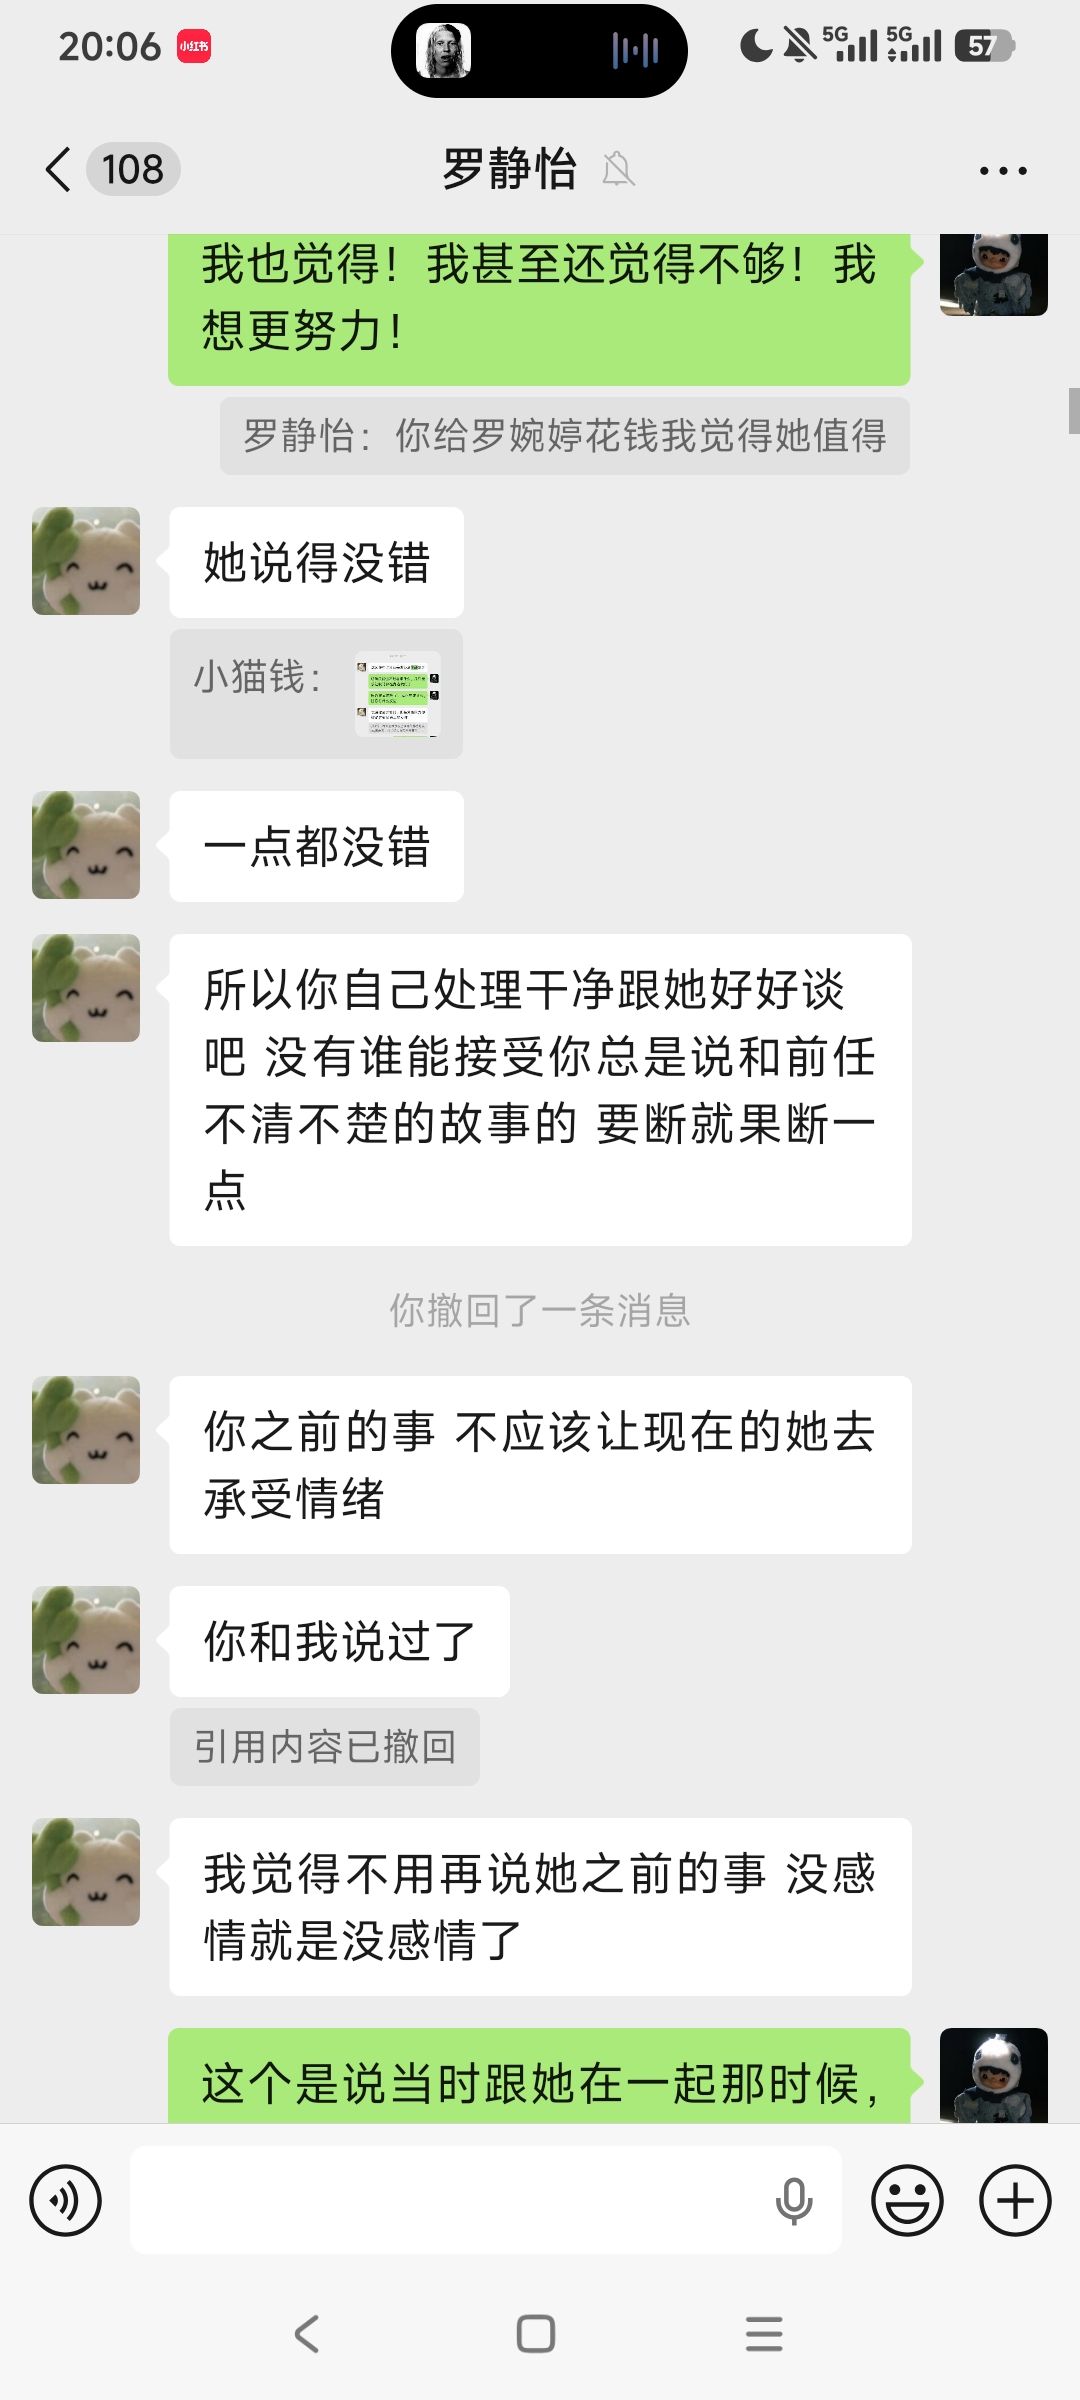 20:06
小红书
5G
5G
57
108
罗静怡
我也觉得！我甚至还觉得不够！我
想更努力！
罗静怡：你给罗婉婷花钱我觉得她值得
她说得没错
小猫钱：
一点都没错
所以你自己处理干净跟她好好谈
吧 没有谁能接受你总是说和前任
不清不楚的故事的 要断就果断一
点
你撤回了一条消息
你之前的事 不应该让现在的她去
承受情绪
你和我说过了
引用内容已撤回
我觉得不用再说她之前的事 没感
情就是没感情了
这个是说当时跟她在一起那时候，